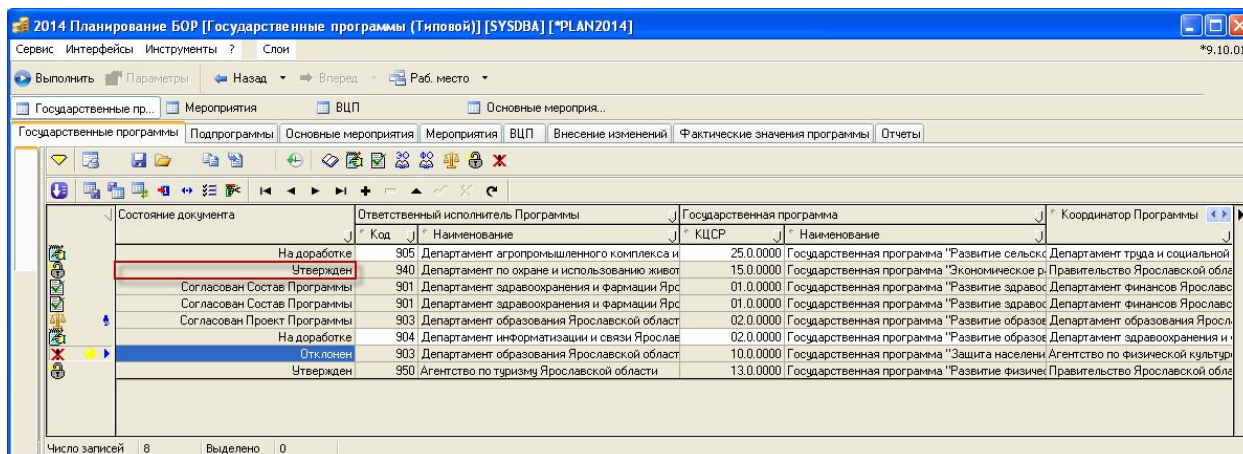 2014 Планирование БОР [Государственные программы (Типовой)] [SYSDBA] [*PLAN2014]
Сервис Интерфейсы Инструменты ? Слои *9.10.01
Выполнить Параметры Назад Вперед Раб. место
Государственные пр... Мероприятия ВЦП Основные мероприя...
Государственные программы Подпрограммы Основные мероприятия Мероприятия ВЦП Внесение изменений Фактические значения программы Отчеты
Состояние документа Ответственный исполнитель Программы Государственная программа Координатор Программы
Код Наименование КЦСР Наименование
На доработке 905 Департамент агропромышленного комплекса и 25.0.0000 Государственная программа "Развитие сельскс Департамент труда и социальной
Утвержден 940 Департамент по охране и использованию живот 15.0.0000 Государственная программа "Экономическое р Правительство Ярославской обла
Согласован Состав Программы 901 Департамент здравоохранения и фармации Ярс 01.0.0000 Государственная программа "Развитие здравос Департамент финансов Ярославс
Согласован Состав Программы 901 Департамент здравоохранения и фармации Ярс 01.0.0000 Государственная программа "Развитие здравос Департамент финансов Ярославс
Согласован Проект Программы 903 Департамент образования Ярославской област 02.0.0000 Государственная программа "Развитие образов Департамент образования Яросл
На доработке 904 Департамент информатизации и связи Ярослав 02.0.0000 Государственная программа "Развитие образов Департамент здравоохранения и
Отклонен 903 Департамент образования Ярославской област 10.0.0000 Государственная программа "Защита населени Агентство по физической культур
Утвержден 950 Агентство по туризму Ярославской области 13.0.0000 Государственная программа "Развитие физичес Правительство Ярославской обла
Число записей 8 Выделено 0